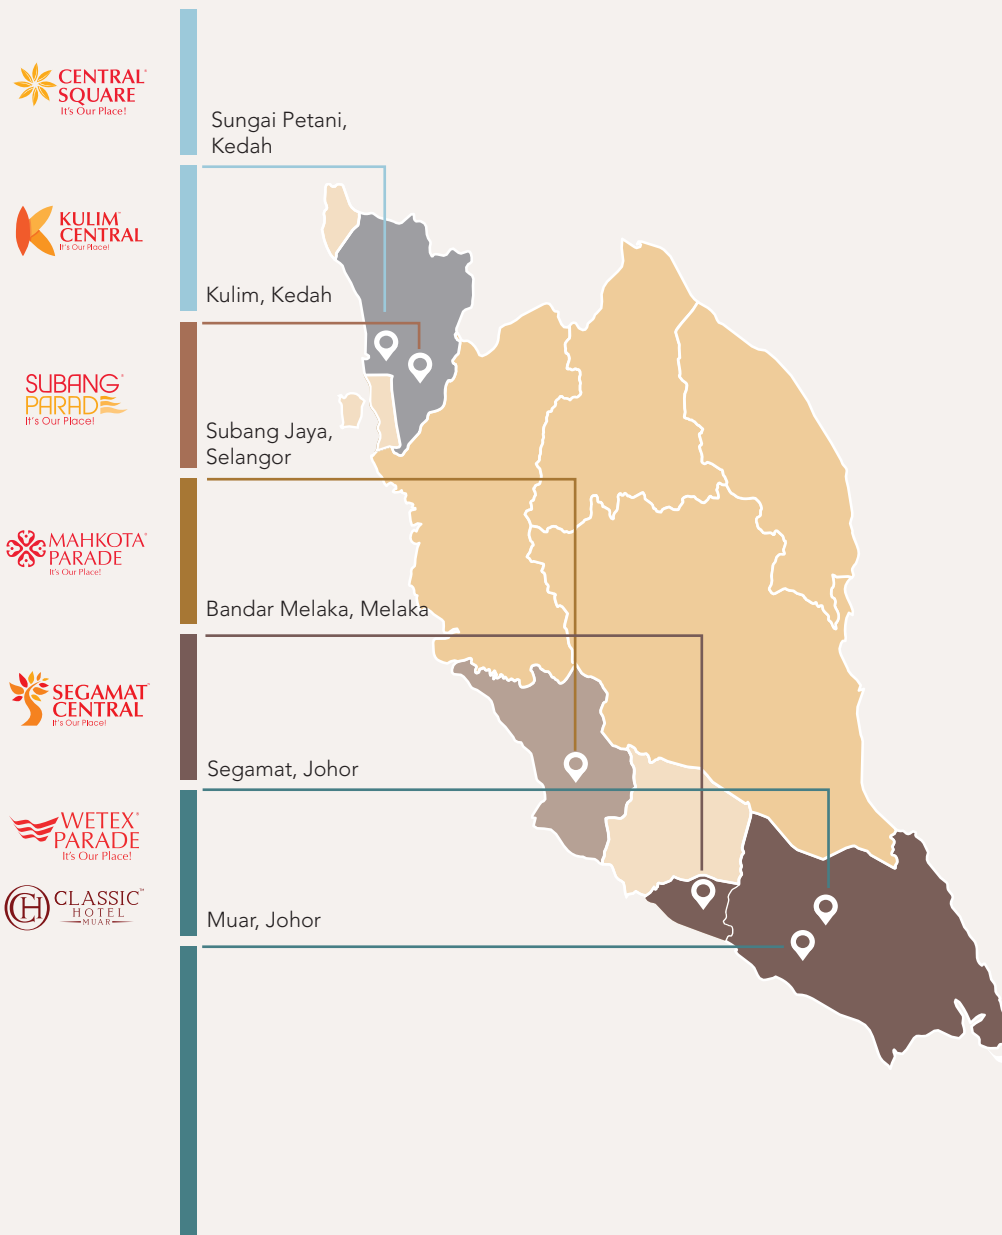 CENTRAL
SQUARE
It's Our Place!
Sungai Petani,
Kedah
KULIM
CENTRAL
It's Our Place!
Kulim, Kedah
SUBANG
PARADE
It's Our Place!
Subang Jaya,
Selangor
MAHKOTA
PARADE
It's Our Place!
Bandar Melaka, Melaka
SEGAMAT
CENTRAL
It's Our Place!
Segamat, Johor
WETEX
PARADE
It's Our Place!
CH CLASSIC™
HOTEL
MUAR
Muar, Johor